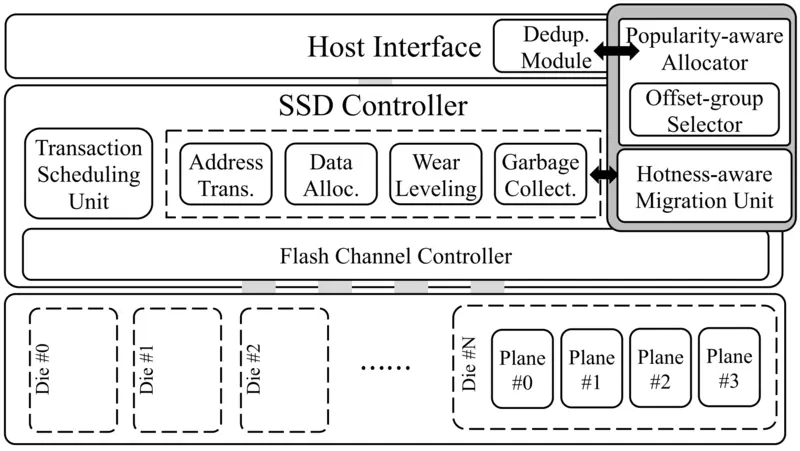 Host Interface
Dedup.
Module
Popularity-aware
Allocator
Offset-group
Selector
SSD Controller
Transaction
Scheduling
Unit
Address
Trans.
Data
Alloc.
Wear
Leveling
Garbage
Collect.
Hotness-aware
Migration Unit
Flash Channel Controller
Die #0
Die #1
Die #2
......
Die #N
Plane
#0
Plane
#1
Plane
#2
Plane
#3